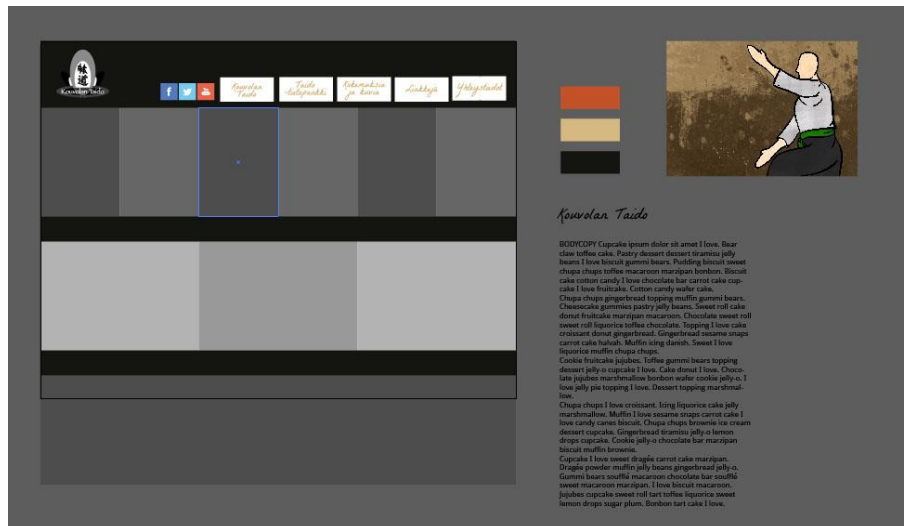 味道
Kouvolan Taido
f
You
Kouvolan
Taido
Taido
-tietopankki
Kokemuksia
ja kuvia
Linkkejä
Yhteystiedot
Kouvolan Taido
BODYCOPY Cupcake ipsum dolor sit amet I love. Bear
claw toffee cake. Pastry dessert dessert tiramisu jelly
beans I love biscuit gummi bears. Pudding biscuit sweet
chupa chups toffee macaroon marzipan bonbon. Biscuit
cake cotton candy I love chocolate bar carrot cake cup-
cake I love fruitcake. Cotton candy wafer cake.
Chupa chups gingerbread topping muffin gummi bears.
Cheesecake gummies pastry jelly beans. Sweet roll cake
donut fruitcake marzipan macaroon. Chocolate sweet roll
sweet roll liquorice toffee chocolate. Topping I love cake
croissant donut gingerbread. Gingerbread sesame snaps
carrot cake halvah. Muffin icing danish. Sweet I love
liquorice muffin chupa chups.
Cookie fruitcake jujubes. Toffee gummi bears topping
dessert jelly-o cupcake I love. Cake donut I love. Choco-
late jujubes marshmallow bonbon wafer cookie jelly-o. I
love jelly pie topping I love. Dessert topping marshmal-
low.
Chupa chups I love croissant. Icing liquorice cake jelly
marshmallow. Muffin I love sesame snaps carrot cake I
love candy canes biscuit. Chupa chups brownie ice cream
dessert cupcake. Gingerbread tiramisu jelly-o lemon
drops cupcake. Cookie jelly-o chocolate bar marzipan
biscuit muffin brownie.
Cupcake I love sweet dragée carrot cake marzipan.
Dragée powder muffin jelly beans gingerbread jelly-o.
Gummi bears soufflé macaroon chocolate bar soufflé
sweet macaroon marzipan. I love biscuit macaroon.
Jujubes cupcake sweet roll tart toffee liquorice sweet
lemon drops sugar plum. Bonbon tart cake I love.